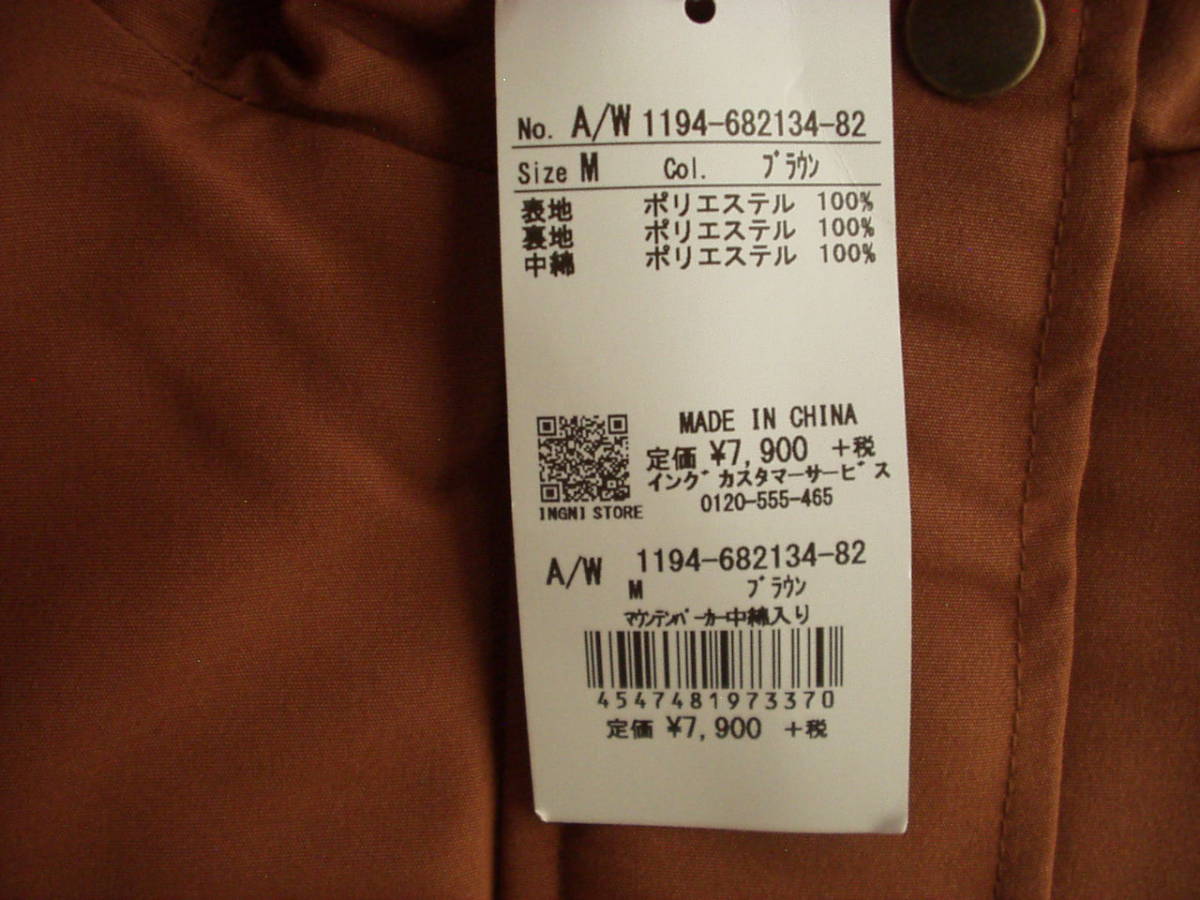 No. A/W 1194-682134-82
Size M Col. ﾌﾞﾗｳﾝ
表地 ポリエステル 100%
裏地 ポリエステル 100%
中綿 ポリエステル 100%
MADE IN CHINA
定価 ¥7,900 +税
イングﾞカスタマーサービス
0120-555-465
INGNI STORE
A/W 1194-682134-82
M ﾌﾞﾗｳﾝ
ﾏｳﾝﾃﾝﾊﾟｰｶｰ中綿入り
4547481973370
定価 ¥7,900 +税